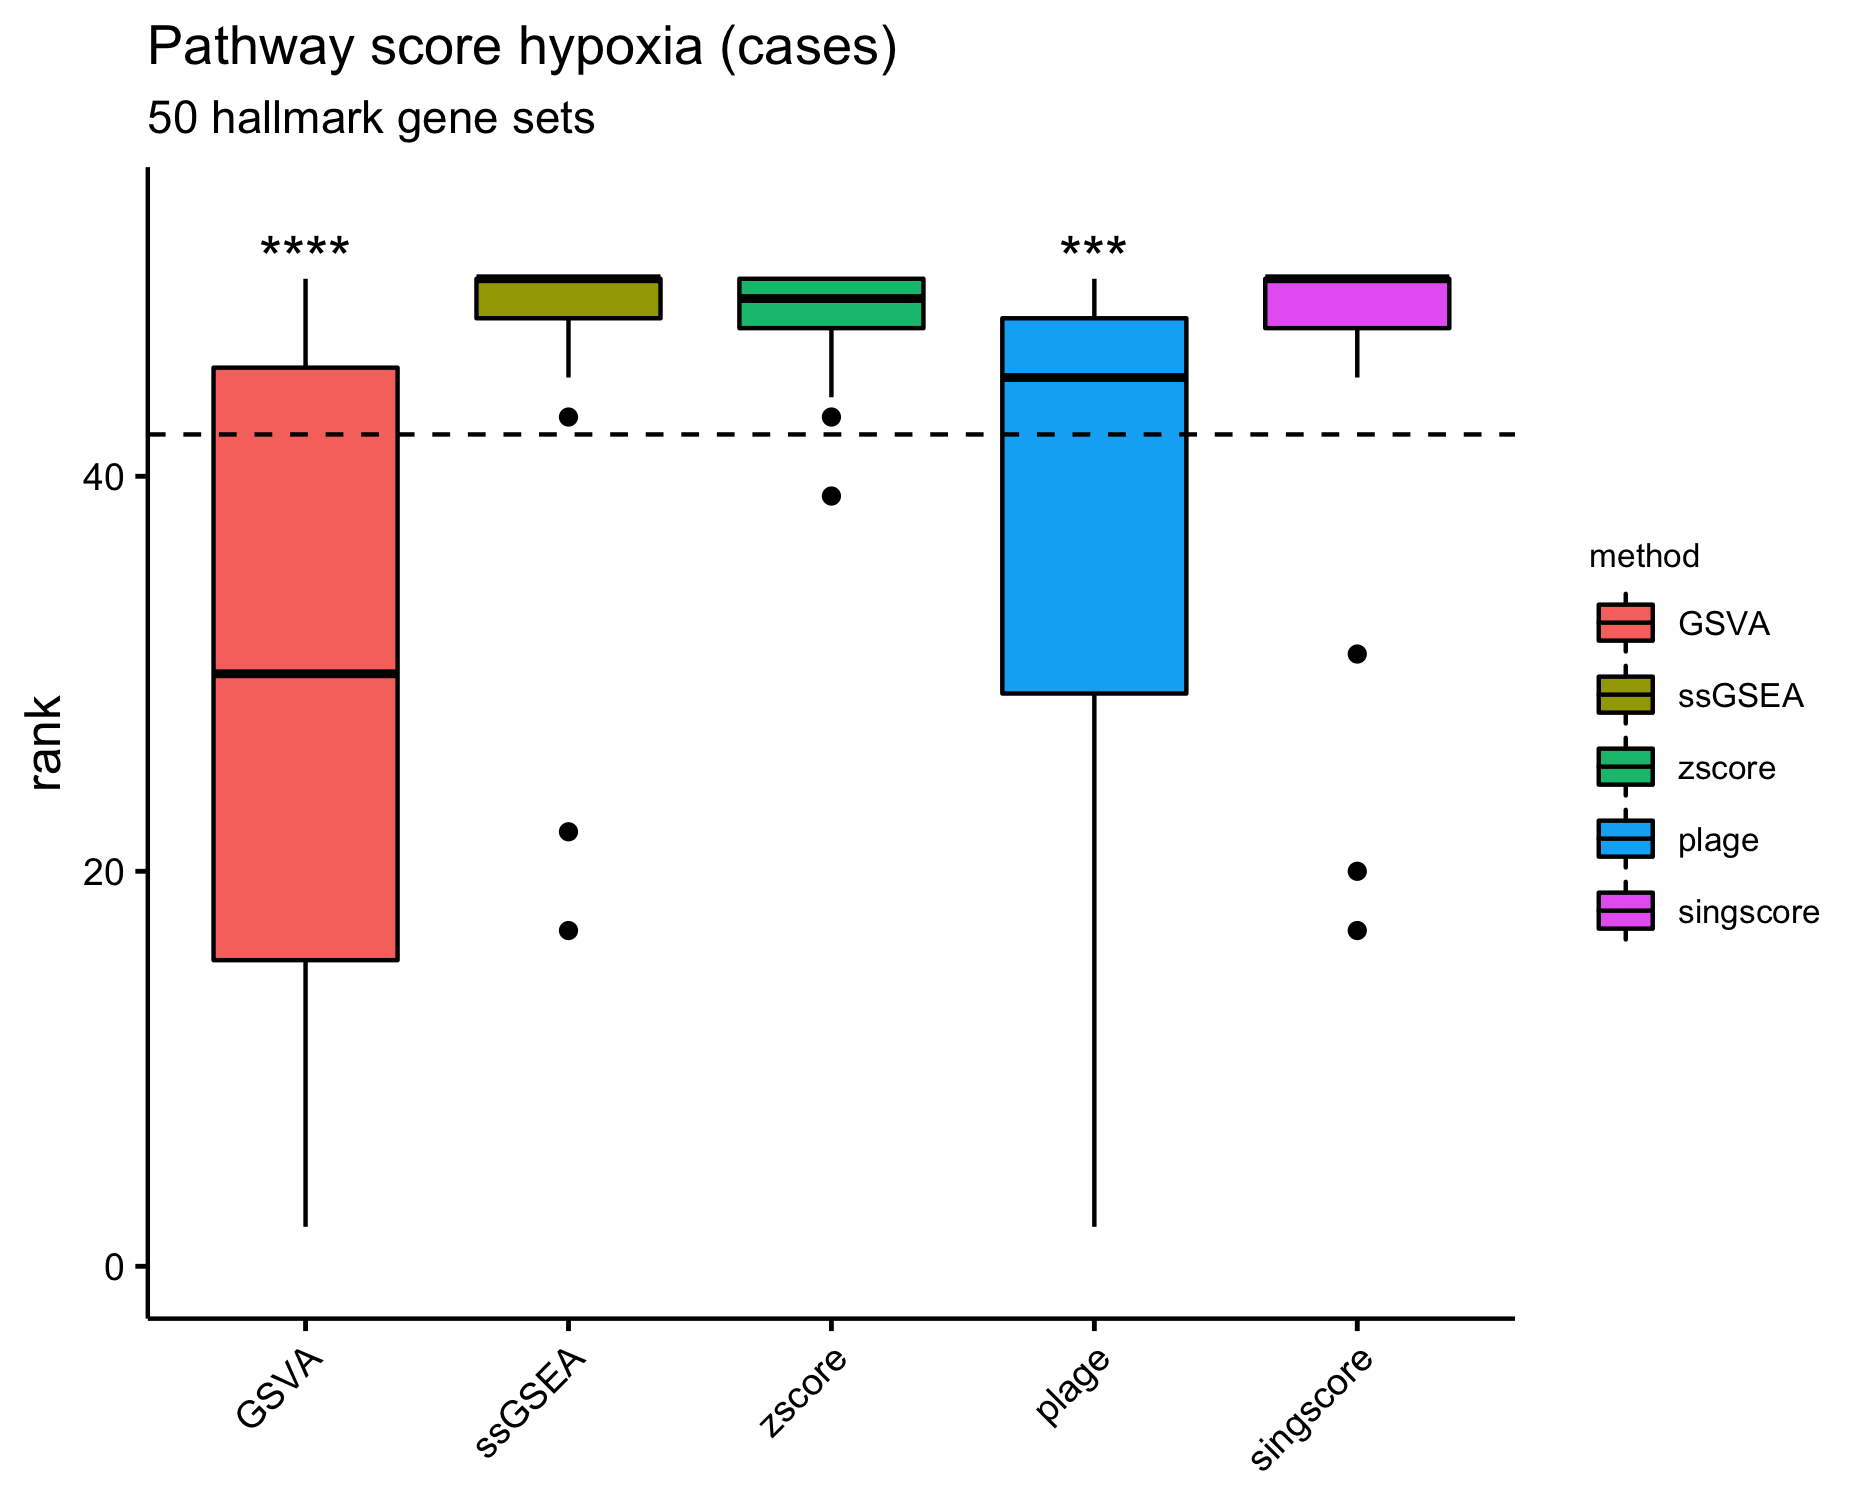 Pathway score hypoxia (cases)
50 hallmark gene sets
**** ***
40
20
0
rank
GSVA ssGSEA zscore plage singscore
method
GSVA
ssGSEA
zscore
plage
singscore